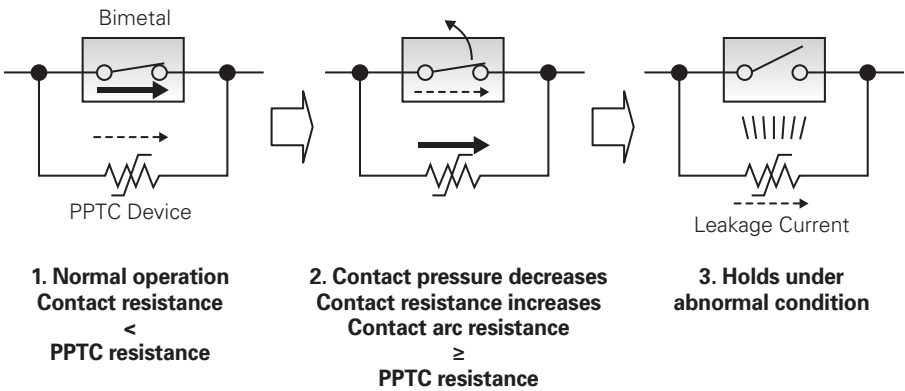 Bimetal
PPTC Device
Leakage Current
1. Normal operation
Contact resistance
<
PPTC resistance
2. Contact pressure decreases
Contact resistance increases
Contact arc resistance
≥
PPTC resistance
3. Holds under
abnormal condition